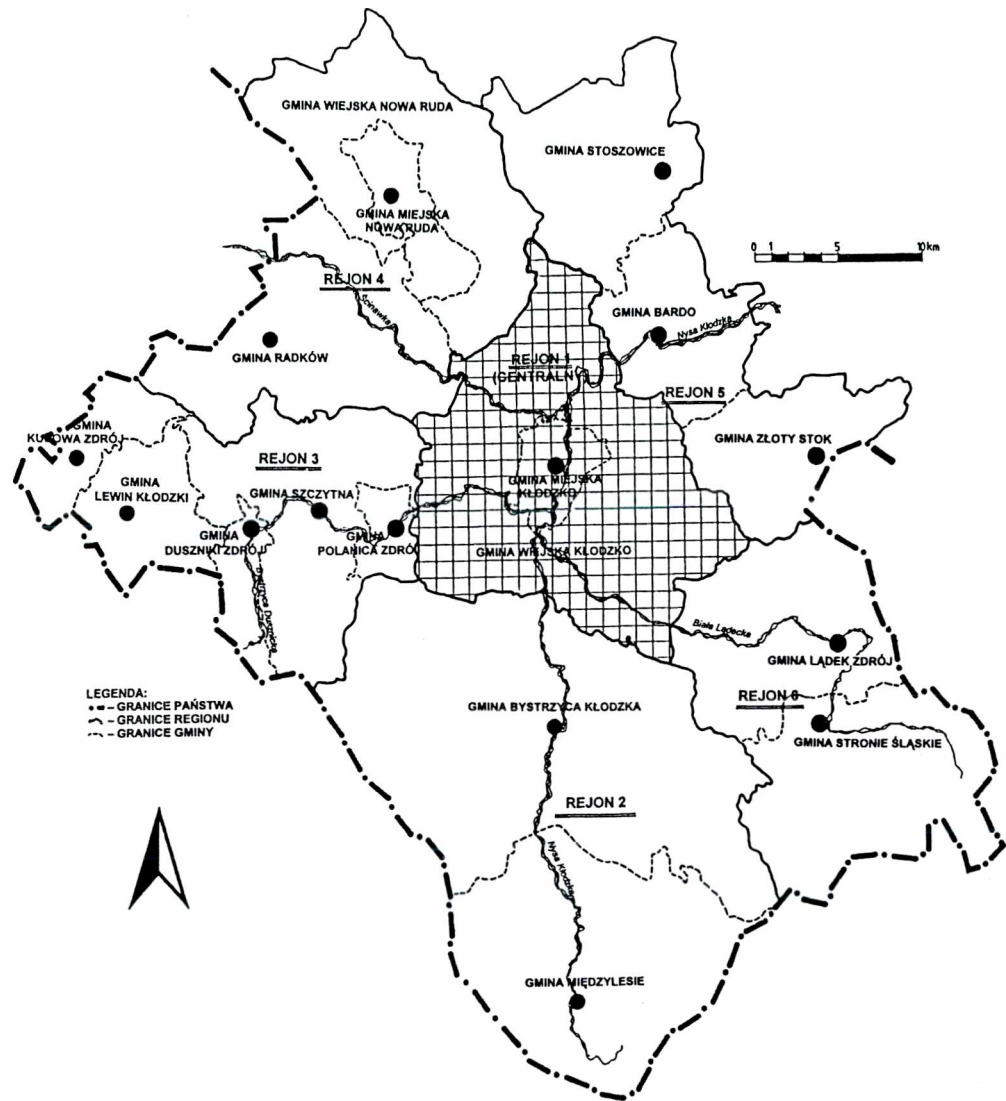 GMINA WIEJSKA NOWA RUDA
GMINA STOSZOWICE
GMINA MIEJSKA
NOWA RUDA
0 1 5 10km
REJON 4
Ścinawka
GMINA BARDO
Nysa Kłodzka
GMINA RADKÓW
REJON 1
(CENTRALN
REJON 5
GMINA
KUDOWA ZDRÓJ
REJON 3
GMINA ZŁOTY STOK
GMINA
LEWIN KŁODZKI
GMINA SZCZYTNA
GMINA MIEJSKA
KŁODZKO
GMINA
DUSZNIKI ZDRÓJ
GMINA
POLANICA ZDRÓJ
GMINA WIEJSKA KŁODZKO
Bystrzyca Dusznicka
Biała Lądecka
GMINA LĄDEK ZDRÓJ
LEGENDA:
GRANICE PAŃSTWA
GRANICE REGIONU
GRANICE GMINY
REJON 6
GMINA BYSTRZYCA KŁODZKA
GMINA STRONIE ŚLĄSKIE
REJON 2
Nysa Kłodzka
GMINA MIĘDZYLESIE